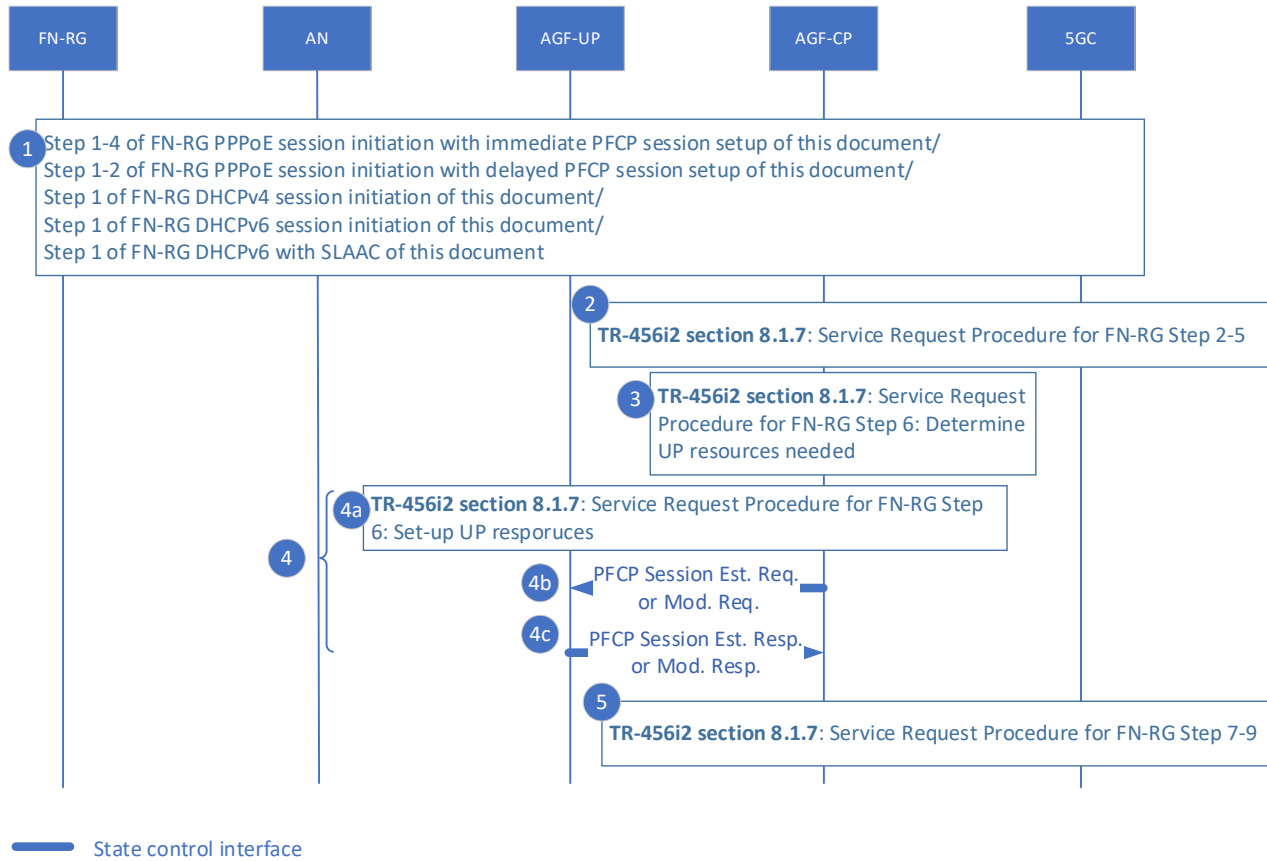 FN-RG
AN
AGF-UP
AGF-CP
5GC
1
Step 1-4 of FN-RG PPPoE session initiation with immediate PFCP session setup of this document/
Step 1-2 of FN-RG PPPoE session initiation with delayed PFCP session setup of this document/
Step 1 of FN-RG DHCPv4 session initiation of this document/
Step 1 of FN-RG DHCPv6 session initiation of this document/
Step 1 of FN-RG DHCPv6 with SLAAC of this document
2
TR-456i2 section 8.1.7: Service Request Procedure for FN-RG Step 2-5
3
TR-456i2 section 8.1.7: Service Request
Procedure for FN-RG Step 6: Determine
UP resources needed
4
4a
TR-456i2 section 8.1.7: Service Request Procedure for FN-RG Step
6: Set-up UP resporuces
4b
PFCP Session Est. Req.
or Mod. Req.
4c
PFCP Session Est. Resp.
or Mod. Resp.
5
TR-456i2 section 8.1.7: Service Request Procedure for FN-RG Step 7-9
State control interface